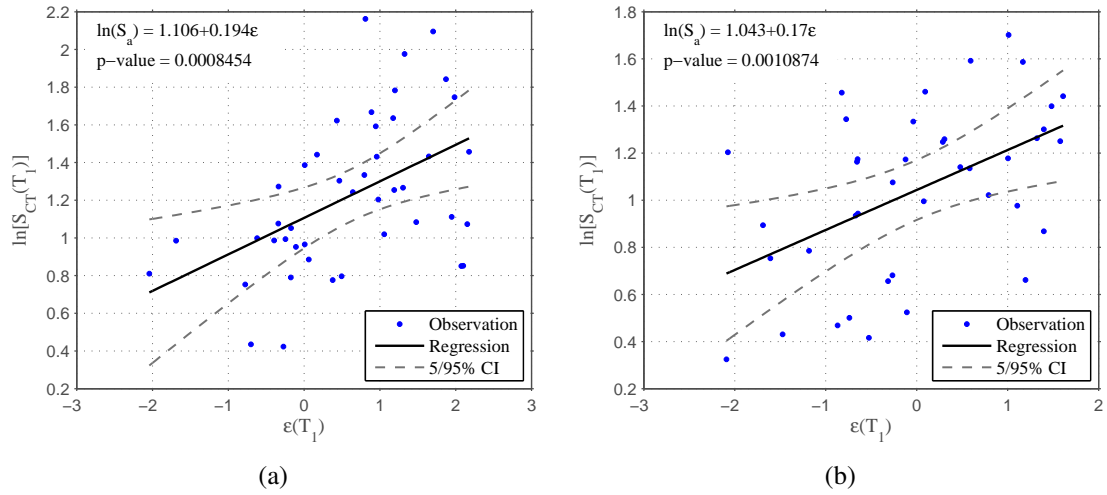 ln(S_a) = 1.106+0.194ε
p−value = 0.0008454
2.2
2
1.8
1.6
1.4
1.2
1
0.8
0.6
0.4
0.2
ln[S_CT(T_1)]
Observation
Regression
5/95% CI
−3 −2 −1 0 1 2 3
ε(T_1)
(a)
ln(S_a) = 1.043+0.17ε
p−value = 0.0010874
1.8
1.6
1.4
1.2
1
0.8
0.6
0.4
0.2
ln[S_CT(T_1)]
Observation
Regression
5/95% CI
−3 −2 −1 0 1 2
ε(T_1)
(b)